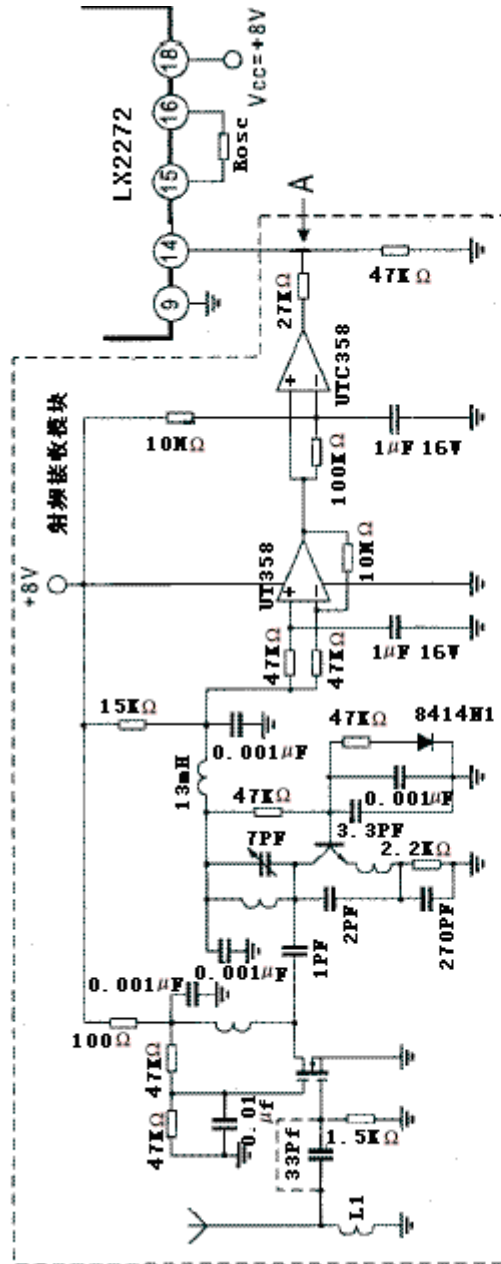 18
Vcc=+8V
16
Rosc
LX2272
15
14
A
9
47KΩ
27KΩ
UTC358
+
−
10MΩ
100KΩ
1μF 16V
射频接收模块
+8V
UT358
+
−
10MΩ
47KΩ
47KΩ
1μF 16V
15KΩ
0.001μF
13mH
47KΩ
8414N1
47KΩ
0.001μF
3.3PF
7PF
2.2KΩ
2PF
270PF
0.001μF
1PF
0.001μF
100Ω
47KΩ
47KΩ
0.01μf
33Pf
1.5KΩ
L1